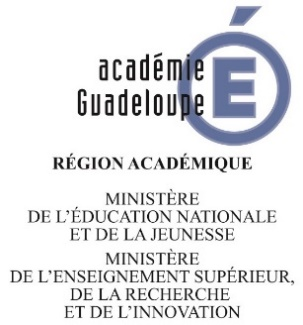 académie
Guadeloupe
É
RÉGION ACADÉMIQUE
MINISTÈRE
DE L'ÉDUCATION NATIONALE
ET DE LA JEUNESSE
MINISTÈRE
DE L'ENSEIGNEMENT SUPÉRIEUR,
DE LA RECHERCHE
ET DE L'INNOVATION